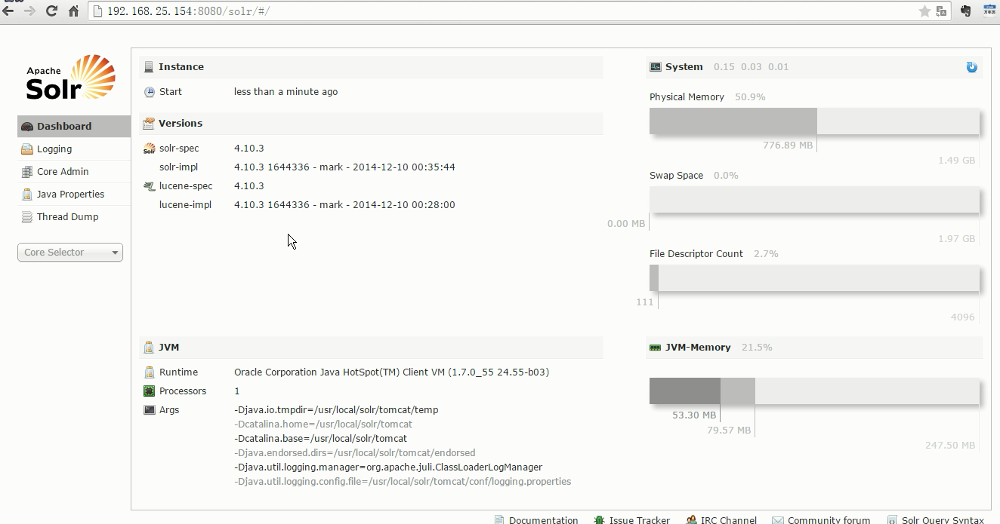 192.168.25.154:8080/solr/#/
万年历
Apache
Solr
Dashboard
Logging
Core Admin
Java Properties
Thread Dump
Core Selector
Instance
Start less than a minute ago
Versions
solr-spec 4.10.3
solr-impl 4.10.3 1644336 - mark - 2014-12-10 00:35:44
lucene-spec 4.10.3
lucene-impl 4.10.3 1644336 - mark - 2014-12-10 00:28:00
JVM
Runtime Oracle Corporation Java HotSpot(TM) Client VM (1.7.0_55 24.55-b03)
Processors 1
Args -Djava.io.tmpdir=/usr/local/solr/tomcat/temp
-Dcatalina.home=/usr/local/solr/tomcat
-Dcatalina.base=/usr/local/solr/tomcat
-Djava.endorsed.dirs=/usr/local/solr/tomcat/endorsed
-Djava.util.logging.manager=org.apache.juli.ClassLoaderLogManager
-Djava.util.logging.config.file=/usr/local/solr/tomcat/conf/logging.properties
System 0.15 0.03 0.01
Physical Memory 50.9%
776.89 MB
1.49 GB
Swap Space 0.0%
0.00 MB
1.97 GB
File Descriptor Count 2.7%
111
4096
JVM-Memory 21.5%
53.30 MB
79.57 MB
247.50 MB
Documentation Issue Tracker IRC Channel Community forum Solr Query Syntax